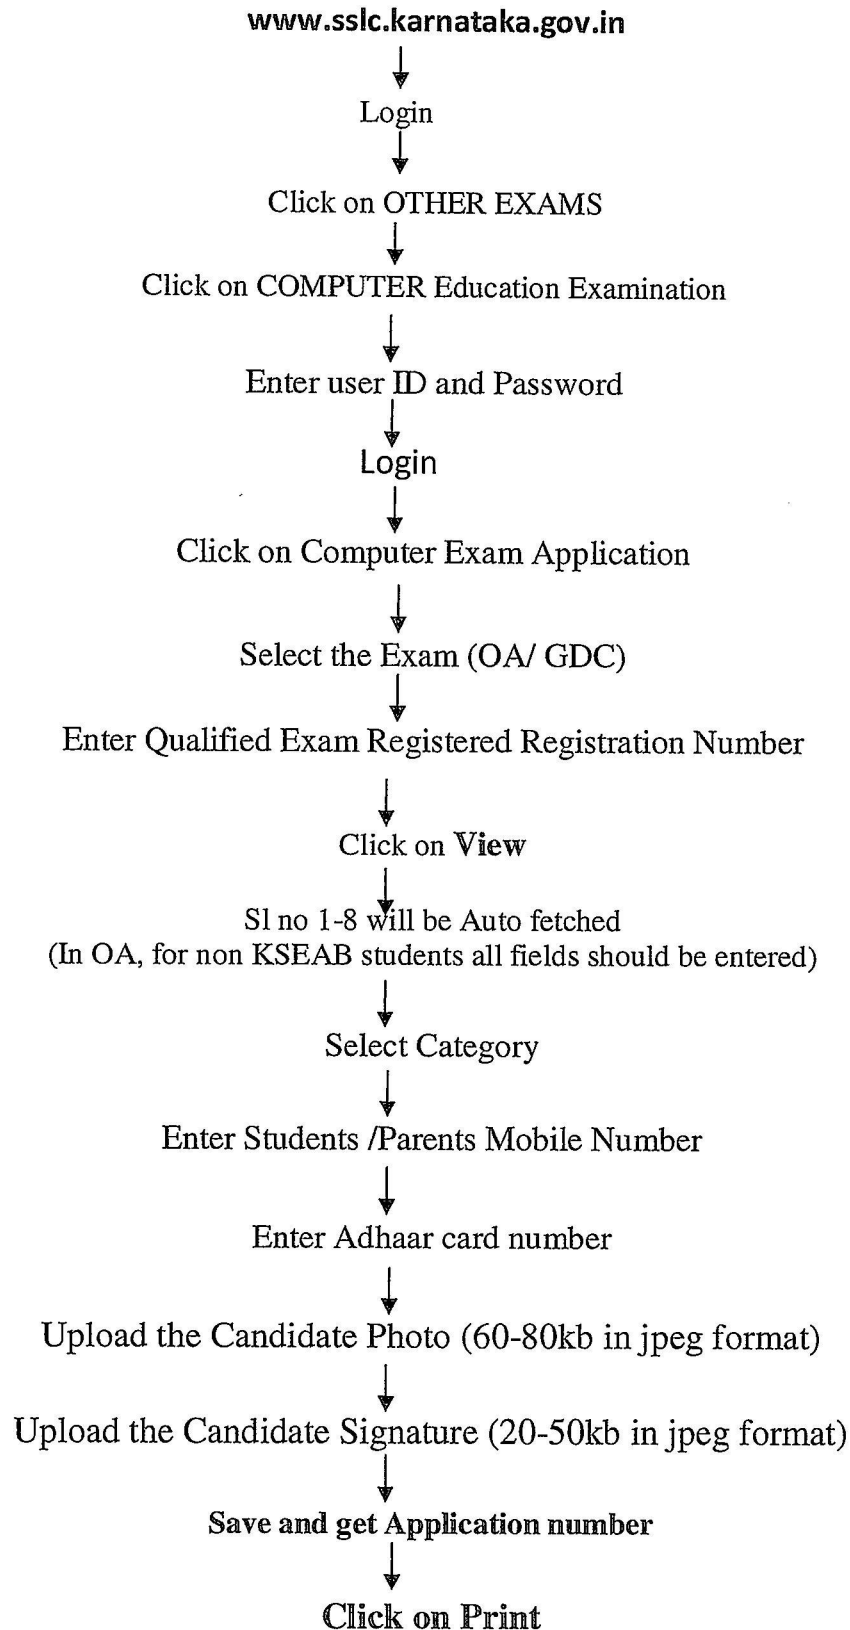 www.sslc.karnataka.gov.in
Login
Click on OTHER EXAMS
Click on COMPUTER Education Examination
Enter user ID and Password
Login
Click on Computer Exam Application
Select the Exam (OA/ GDC)
Enter Qualified Exam Registered Registration Number
Click on View
Sl no 1-8 will be Auto fetched
(In OA, for non KSEAB students all fields should be entered)
Select Category
Enter Students /Parents Mobile Number
Enter Adhaar card number
Upload the Candidate Photo (60-80kb in jpeg format)
Upload the Candidate Signature (20-50kb in jpeg format)
Save and get Application number
Click on Print